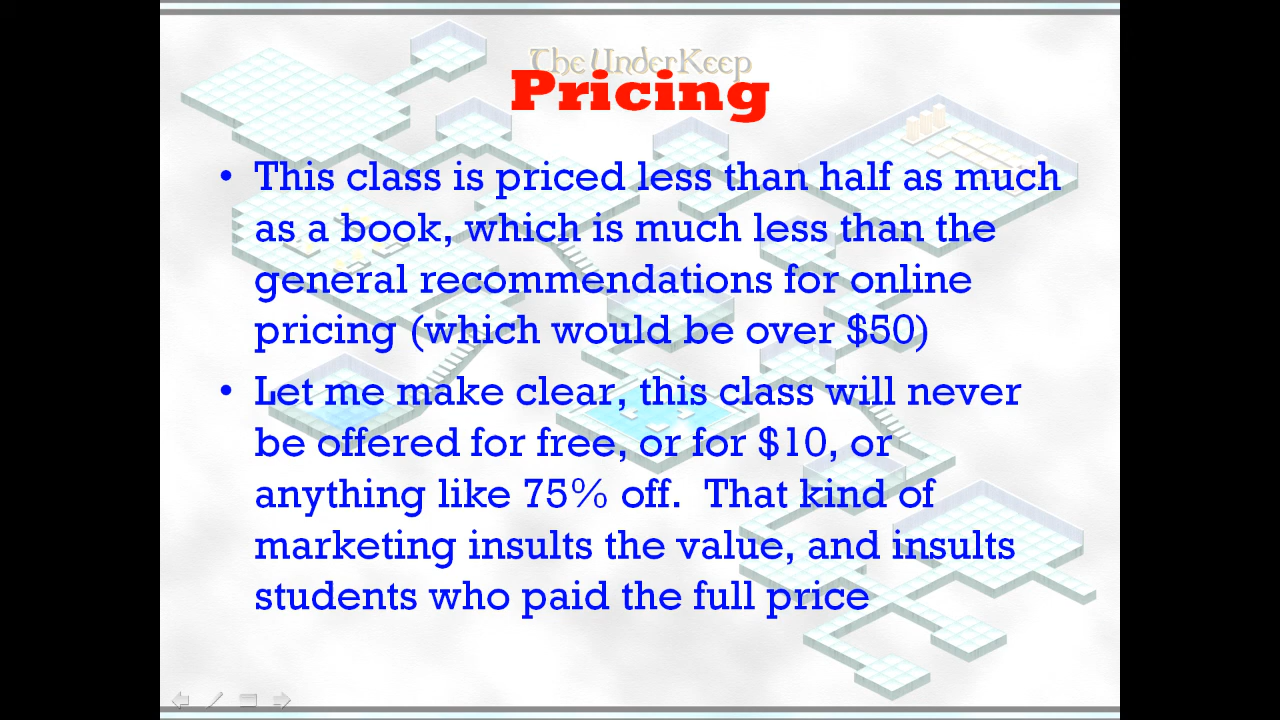 The UnderKeep
Pricing
• This class is priced less than half as much
as a book, which is much less than the
general recommendations for online
pricing (which would be over $50)
• Let me make clear, this class will never
be offered for free, or for $10, or
anything like 75% off.  That kind of
marketing insults the value, and insults
students who paid the full price